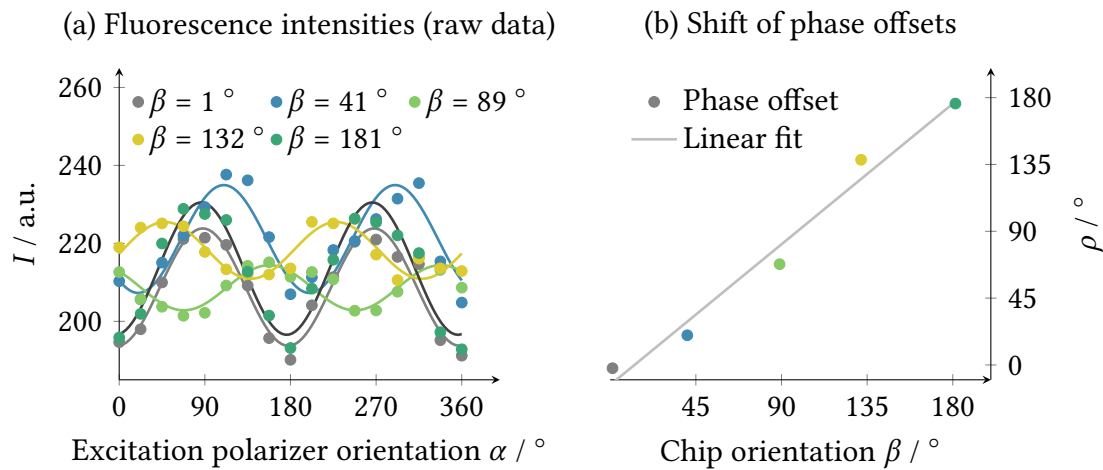 (a) Fluorescence intensities (raw data)
260
240
220
200
I / a.u.
β = 1 ° β = 41 ° β = 89 °
β = 132 ° β = 181 °
0 90 180 270 360
Excitation polarizer orientation α / °
(b) Shift of phase offsets
Phase offset
Linear fit
180
135
90
45
0
ρ / °
45 90 135 180
Chip orientation β / °